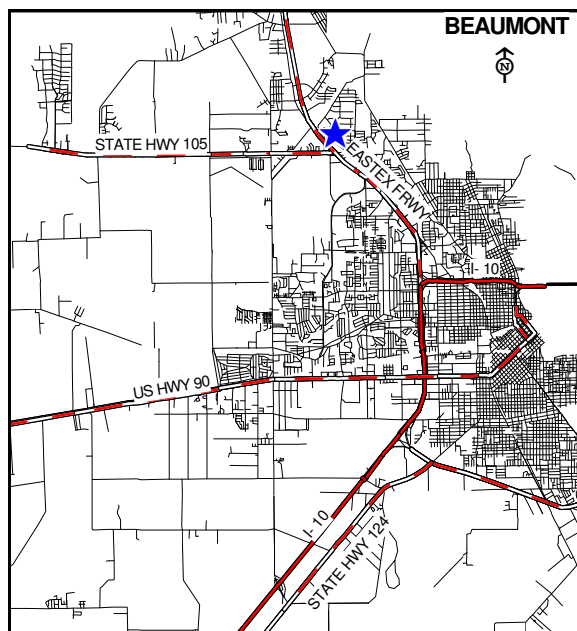 BEAUMONT
N
STATE HWY 105
EASTEX FRWY
I- 10
US HWY 90
I- 10
STATE HWY 124